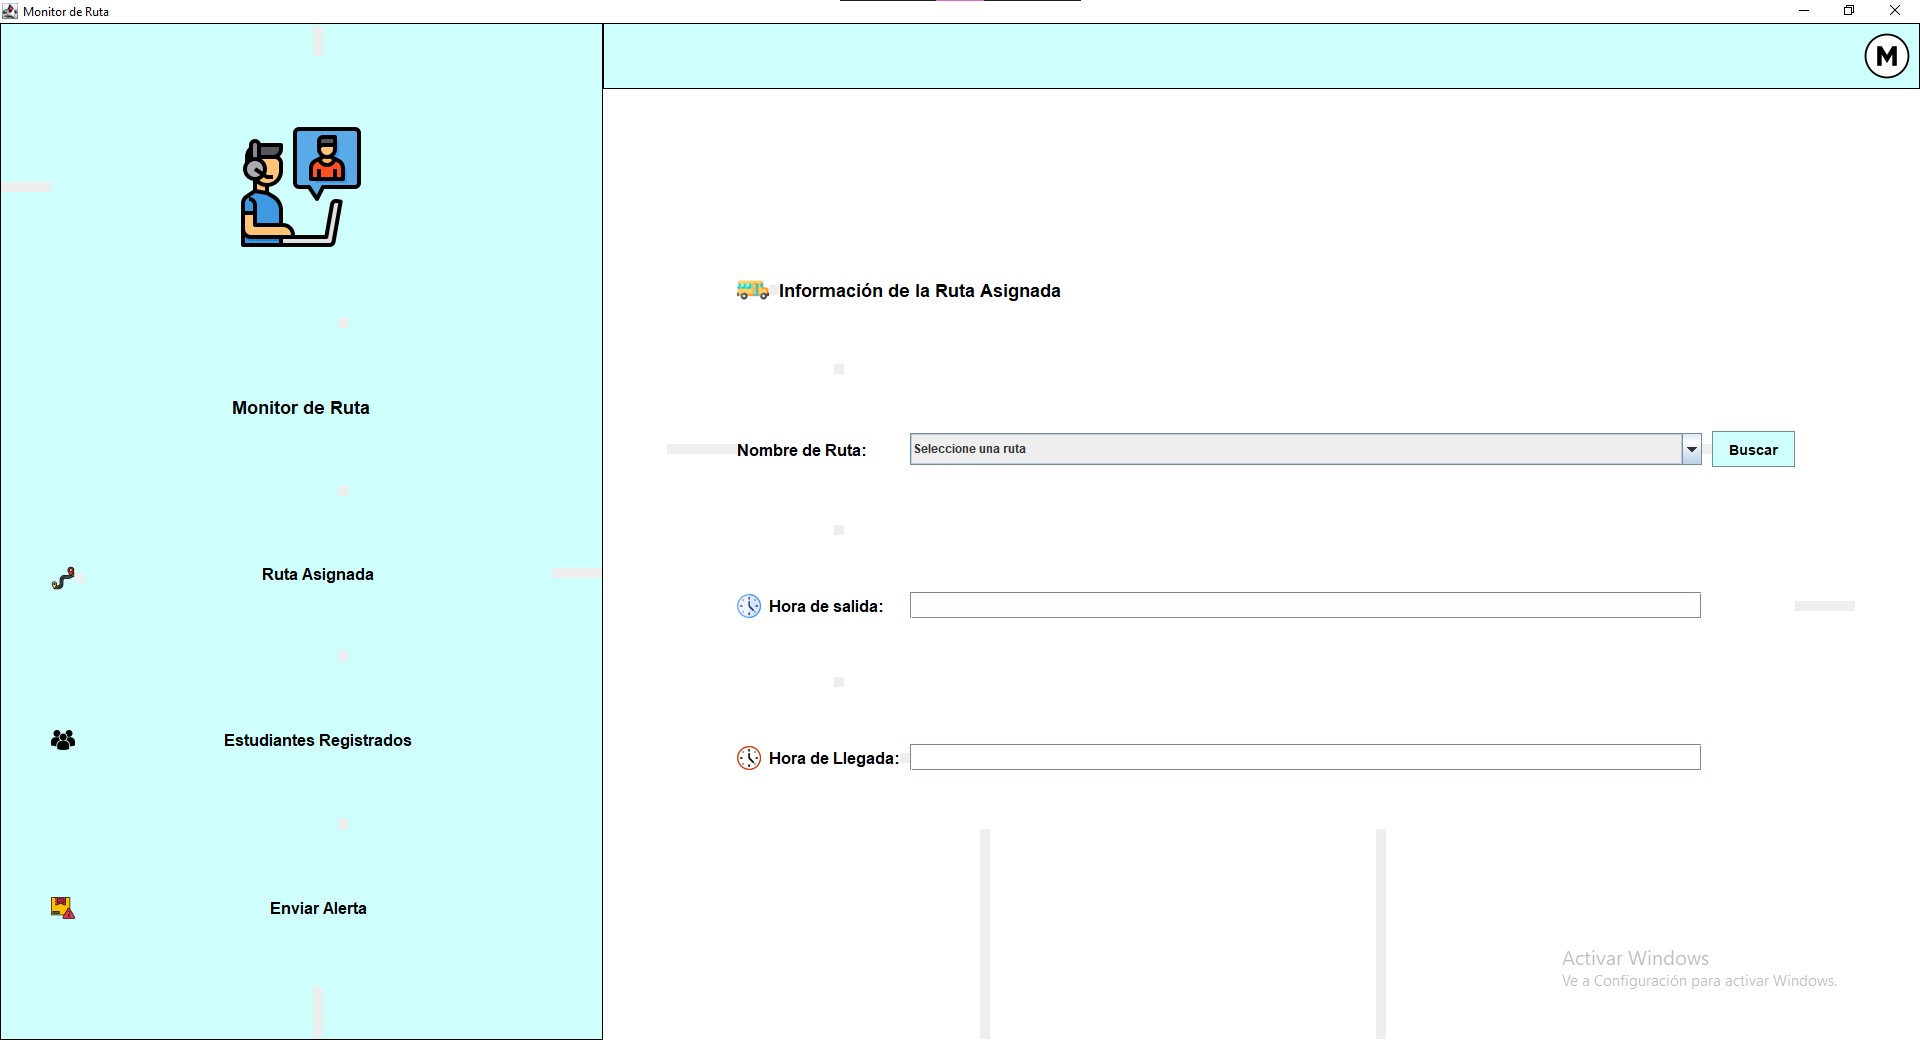 Monitor de Ruta
M
Monitor de Ruta
Ruta Asignada
Estudiantes Registrados
Enviar Alerta
Información de la Ruta Asignada
Nombre de Ruta:
Seleccione una ruta
Buscar
Hora de salida:
Hora de Llegada:
Activar Windows
Ve a Configuración para activar Windows.